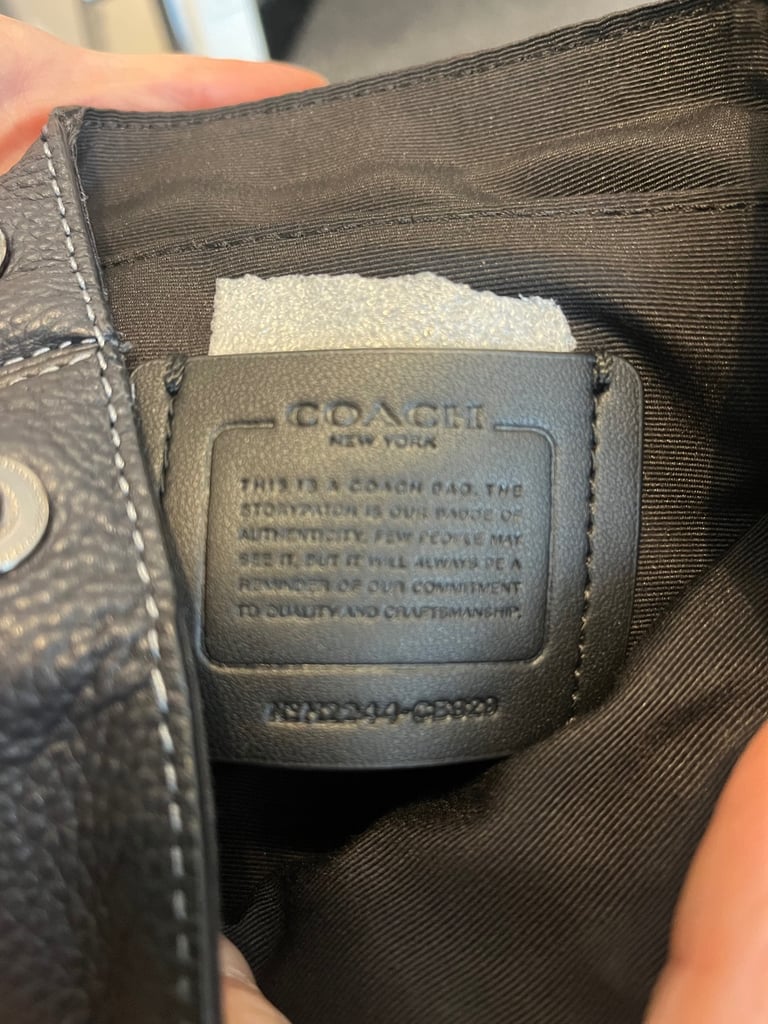 COACH
NEW YORK
THIS IS A COACH BAG. THE
STORYPATCH IS OUR BADGE OF
AUTHENTICITY. FEW PEOPLE MAY
SEE IT, BUT IT WILL ALWAYS BE A
REMINDER OF OUR COMMITMENT
TO QUALITY AND CRAFTSMANSHIP.